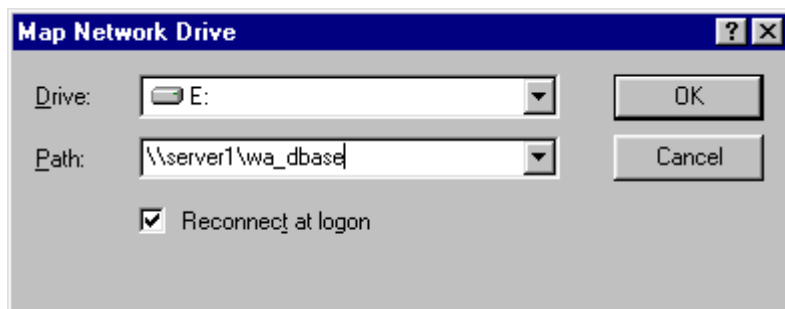 Map Network Drive
Drive: E: OK
Path: \\server1\wa_dbase Cancel
Reconnect at logon